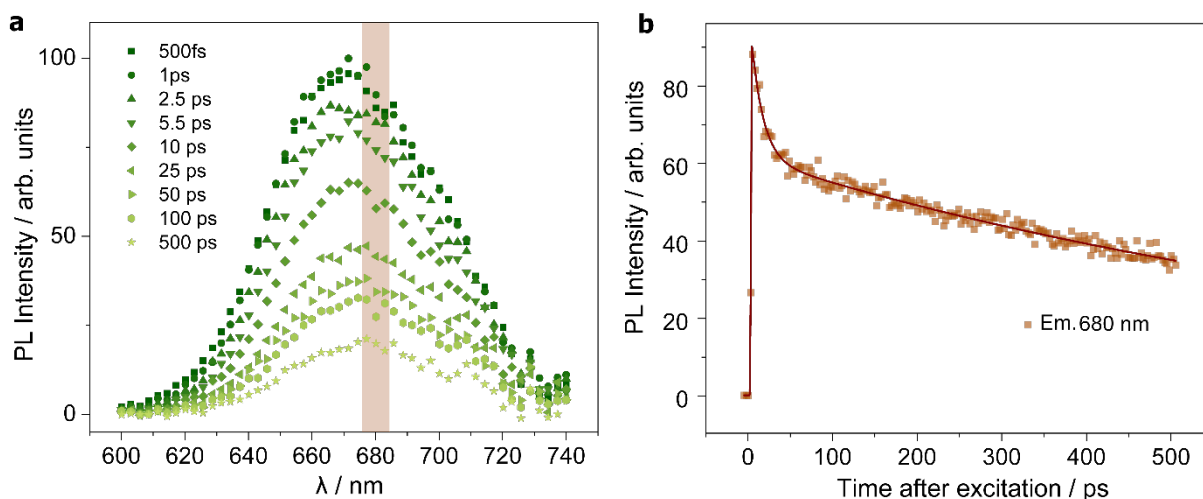 a
PL Intensity / arb. units
100
50
0
500fs
1ps
2.5 ps
5.5 ps
10 ps
25 ps
50 ps
100 ps
500 ps
600 620 640 660 680 700 720 740
λ / nm
b
PL Intensity / arb. units
80
60
40
20
0
Em.680 nm
0 100 200 300 400 500
Time after excitation / ps